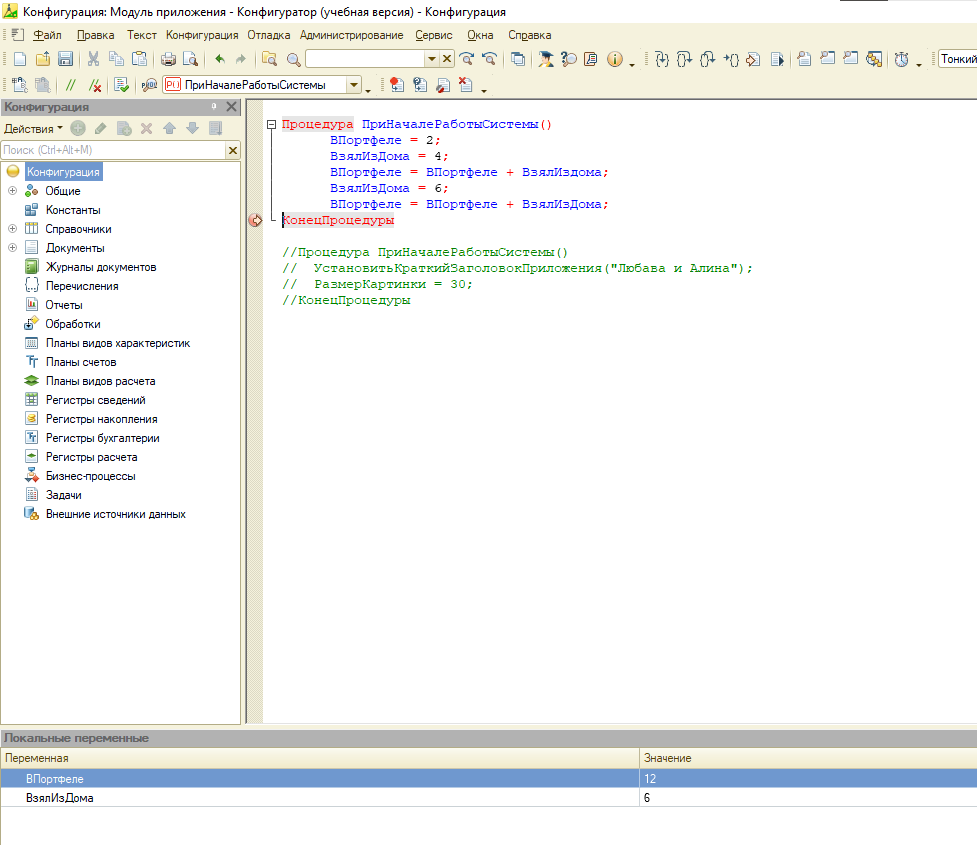 Конфигурация: Модуль приложения - Конфигуратор (учебная версия) - Конфигурация
Файл Правка Текст Конфигурация Отладка Администрирование Сервис Окна Справка
Тонкий
ПриНачалеРаботыСистемы
Конфигурация
Действия
Поиск (Ctrl+Alt+M)
Конфигурация
Общие
Константы
Справочники
Документы
Журналы документов
Перечисления
Отчеты
Обработки
Планы видов характеристик
Планы счетов
Планы видов расчета
Регистры сведений
Регистры накопления
Регистры бухгалтерии
Регистры расчета
Бизнес-процессы
Задачи
Внешние источники данных
Процедура ПриНачалеРаботыСистемы()
ВПортфеле = 2;
ВзялИзДома = 4;
ВПортфеле = ВПортфеле + ВзялИздома;
ВзялИзДома = 6;
ВПортфеле = ВПортфеле + ВзялИзДома;
КонецПроцедуры
//Процедура ПриНачалеРаботыСистемы()
// УстановитьКраткийЗаголовокПриложения("Любава и Алина");
// РазмерКартинки = 30;
//КонецПроцедуры
Локальные переменные
Переменная Значение
ВПортфеле 12
ВзялИзДома 6